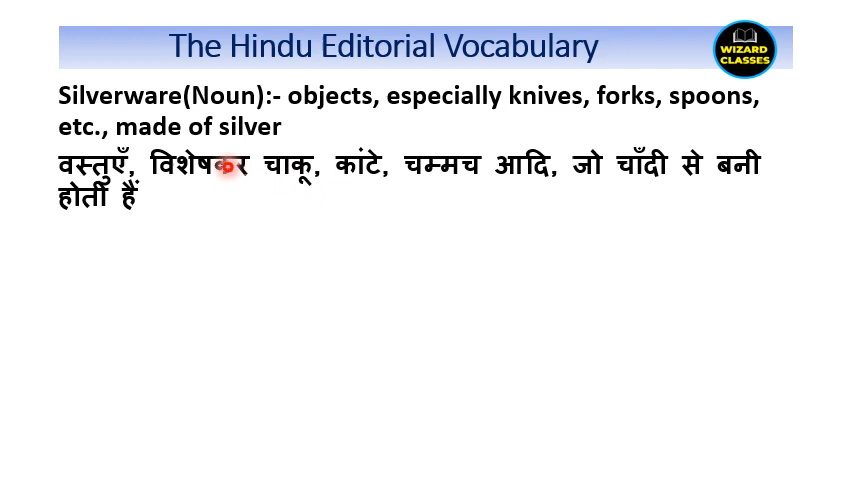 The Hindu Editorial Vocabulary
WIZARD
CLASSES
Silverware(Noun):- objects, especially knives, forks, spoons,
etc., made of silver
वस्तुएँ, विशेषकर चाकू, कांटे, चम्मच आदि, जो चाँदी से बनी
होती हैं